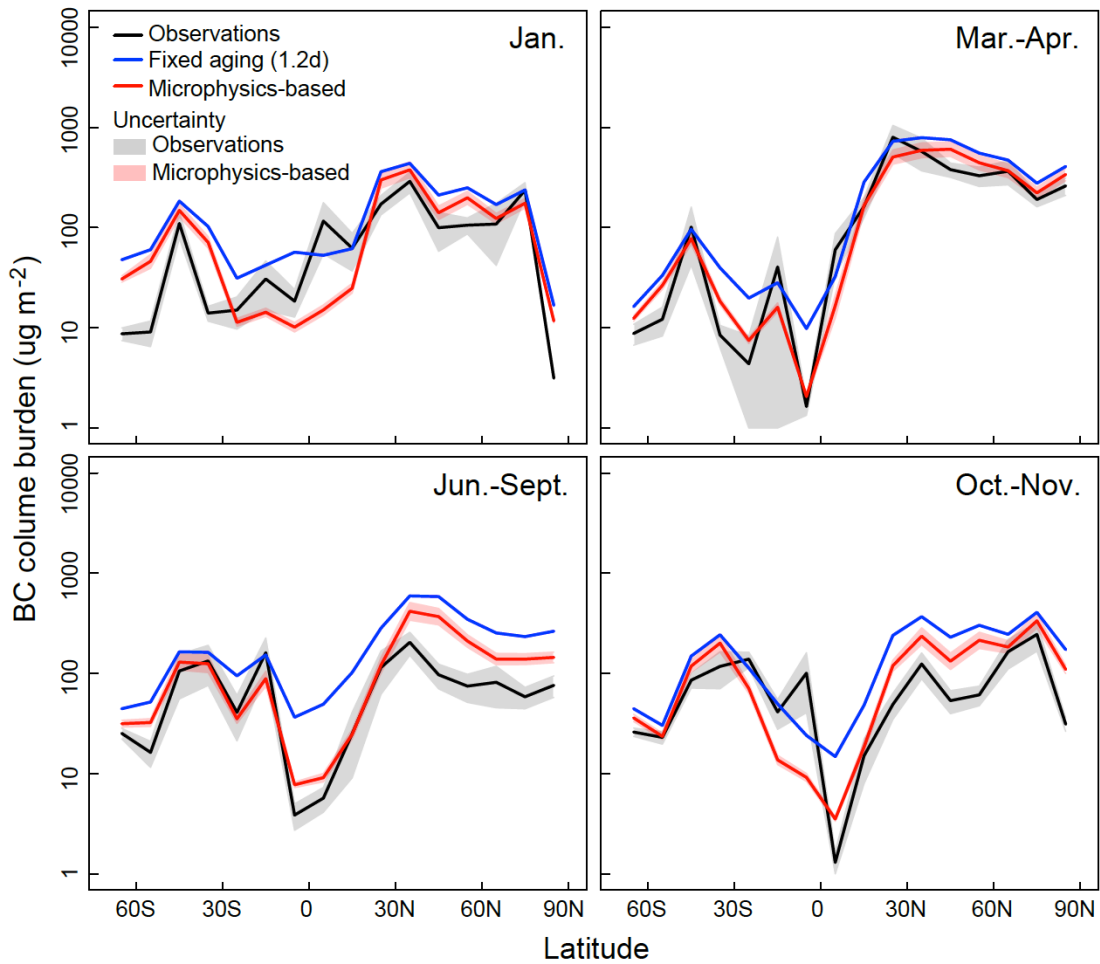 Observations
Fixed aging (1.2d)
Microphysics-based
Uncertainty
Observations
Microphysics-based
Jan.
Mar.-Apr.
10000
1000
100
10
1
Jun.-Sept.
Oct.-Nov.
10000
1000
100
10
1
BC colume burden (ug m⁻²)
60S 30S 0 30N 60N 90N
60S 30S 0 30N 60N 90N
Latitude